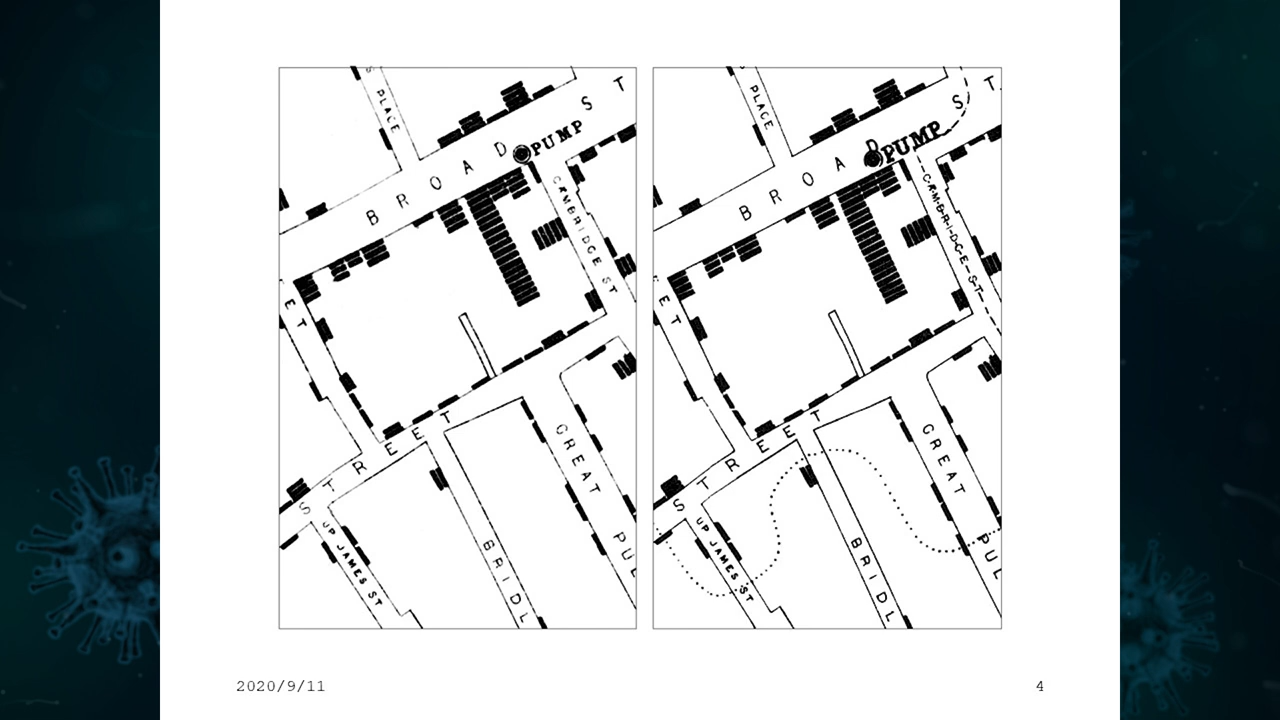 S PLACE
BROAD ST
PUMP
CAMBRIDGE ST
ET
STREET
GREAT
PUL
UP JAMES ST
BRIDL
PLACE
BROAD ST.
PUMP
CAMBRIDGE ST
ET
STREET
GREAT
PUL
UP JAMES ST
BRIDL
2020/9/11
4